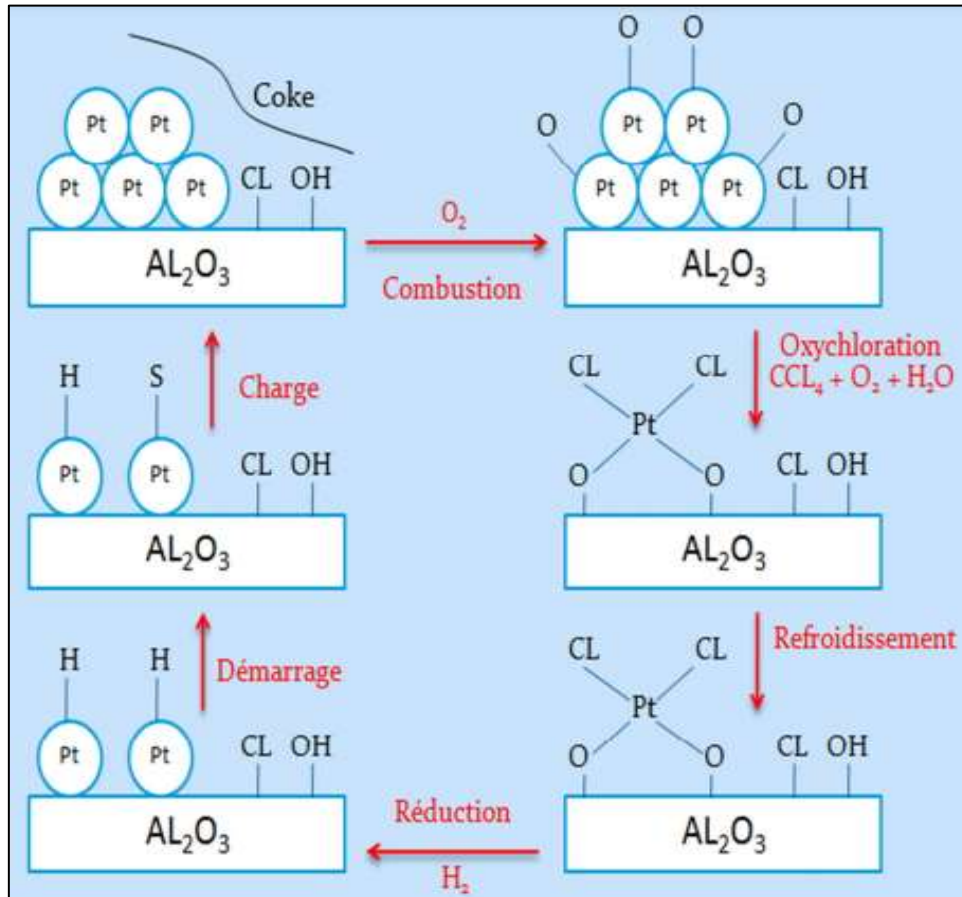 O O
Coke
Pt Pt
O O
Pt Pt
Pt Pt Pt CL OH
Pt Pt Pt CL OH
AL₂O₃
O₂
Combustion
AL₂O₃
Oxychloration
CCL₄ + O₂ + H₂O
H S
Charge
CL CL
Pt
Pt Pt CL OH
O O CL OH
AL₂O₃
AL₂O₃
Démarrage
Refroidissement
H H
CL CL
Pt
Pt Pt CL OH
O O CL OH
AL₂O₃
Réduction
H₂
AL₂O₃